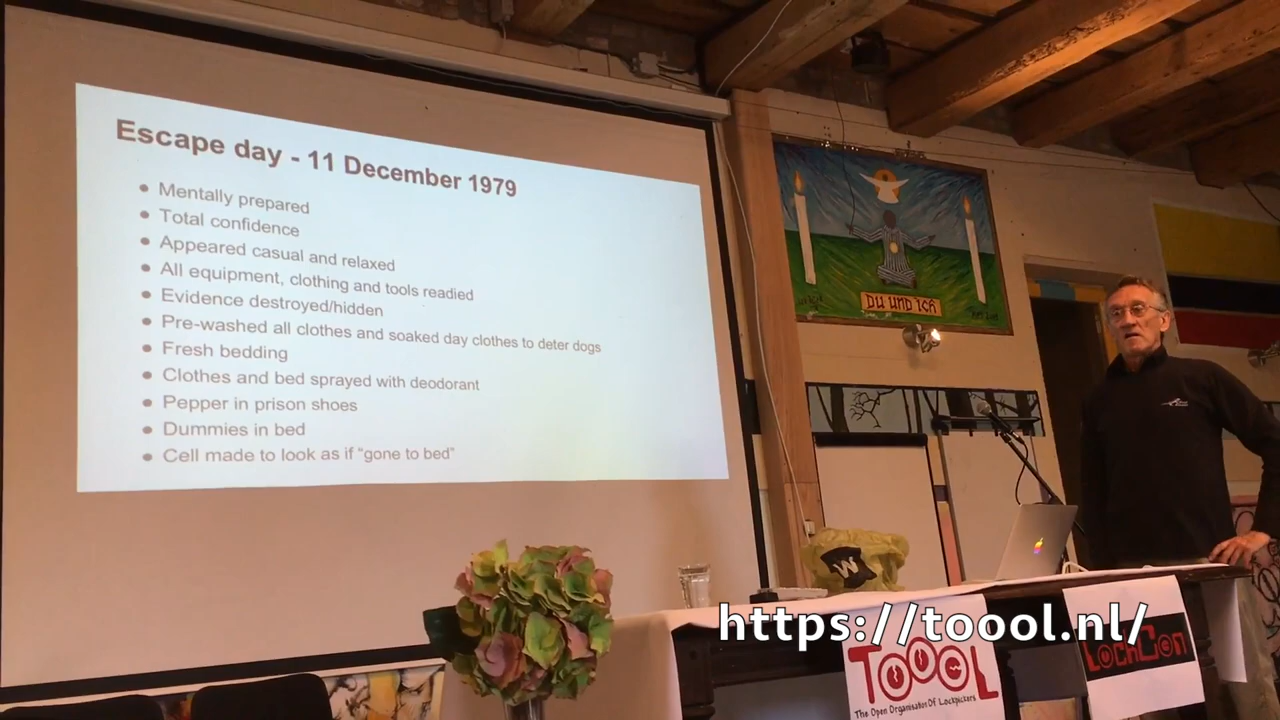 Escape day - 11 December 1979
● Mentally prepared
● Total confidence
● Appeared casual and relaxed
● All equipment, clothing and tools readied
● Evidence destroyed/hidden
● Pre-washed all clothes and soaked day clothes to deter dogs
● Fresh bedding
● Clothes and bed sprayed with deodorant
● Pepper in prison shoes
● Dummies in bed
● Cell made to look as if “gone to bed”
DU UND ICH
W
https://toool.nl/
TOOOL
The Open Organisation Of Lockpickers
LockCon